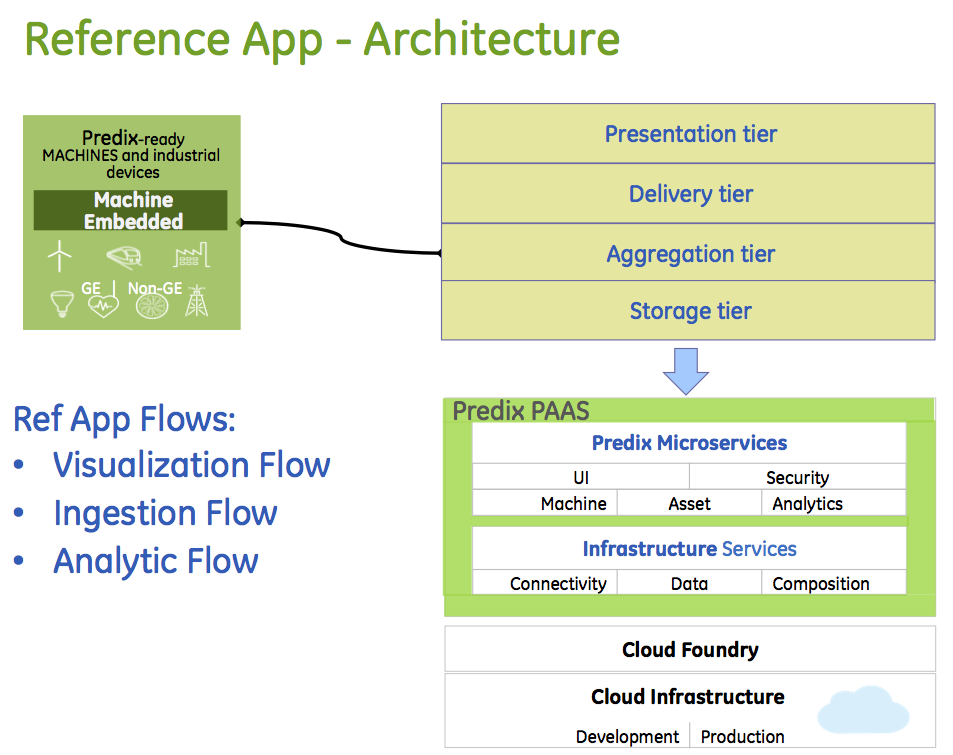 Reference App - Architecture
Predix-ready
MACHINES and industrial
devices
Machine
Embedded
GE
Non-GE
Presentation tier
Delivery tier
Aggregation tier
Storage tier
Ref App Flows:
• Visualization Flow
• Ingestion Flow
• Analytic Flow
Predix PAAS
Predix Microservices
UI
Security
Machine
Asset
Analytics
Infrastructure Services
Connectivity
Data
Composition
Cloud Foundry
Cloud Infrastructure
Development
Production